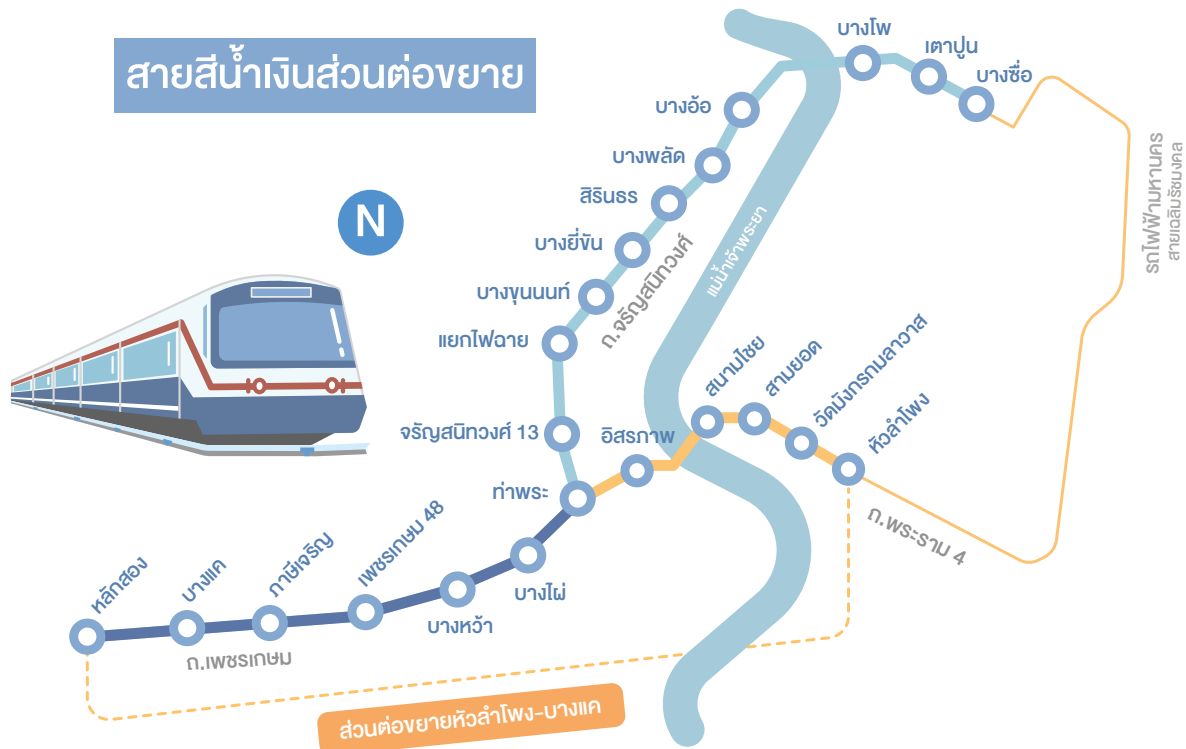 สายสีน้ำเงินส่วนต่อขยาย
N
บางโพ
เตาปูน
บางซื่อ
บางอ้อ
บางพลัด
สิรินธร
บางยี่ขัน
บางขุนนนท์
แยกไฟฉาย
จรัญสนิทวงศ์ 13
ท่าพระ
ถ.จรัญสนิทวงศ์
แม่น้ำเจ้าพระยา
รถไฟฟ้ามหานคร
สายเฉลิมรัชมงคล
อิสรภาพ
สนามไชย
สามยอด
วัดมังกรกมลาวาส
หัวลำโพง
ถ.พระราม 4
หลักสอง
บางแค
ภาษีเจริญ
เพชรเกษม 48
บางหว้า
บางไผ่
ถ.เพชรเกษม
ส่วนต่อขยายหัวลำโพง-บางแค